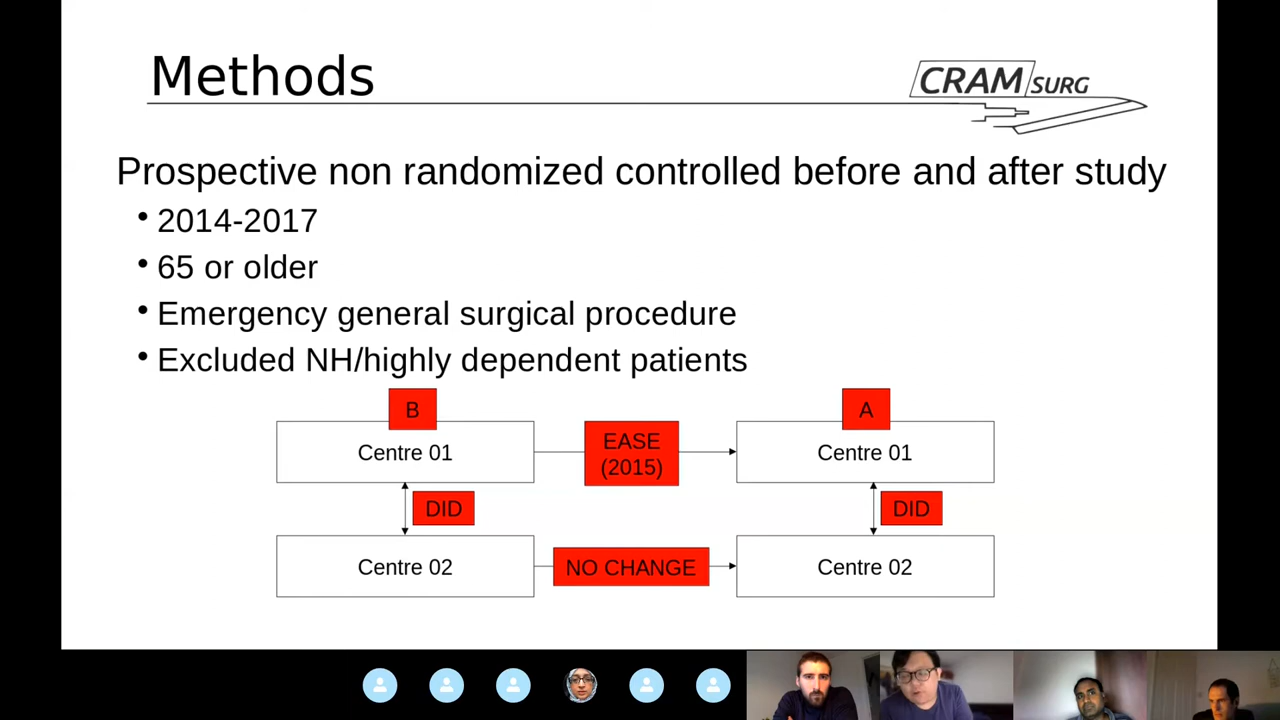 Methods
CRAM SURG
Prospective non randomized controlled before and after study
• 2014-2017
• 65 or older
• Emergency general surgical procedure
• Excluded NH/highly dependent patients
B
A
Centre 01
EASE
(2015)
Centre 01
DID
DID
Centre 02
NO CHANGE
Centre 02